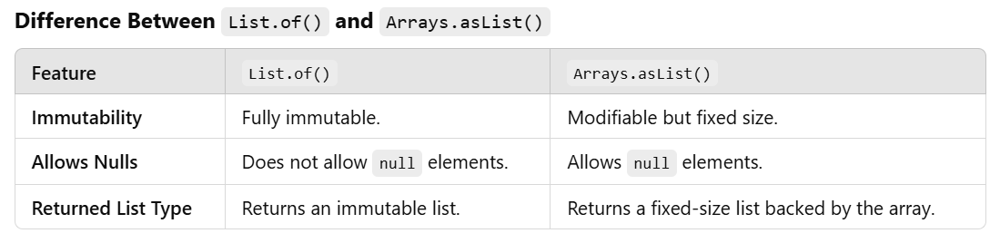 Difference Between List.of() and Arrays.asList()
Feature List.of() Arrays.asList()
Immutability Fully immutable. Modifiable but fixed size.
Allows Nulls Does not allow null elements. Allows null elements.
Returned List Type Returns an immutable list. Returns a fixed-size list backed by the array.